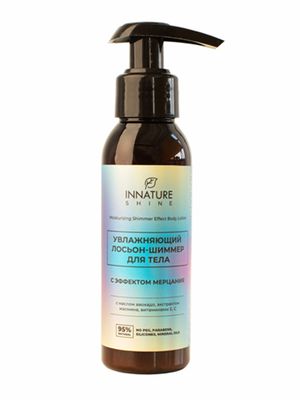 INNATURE
SHINE
Moisturizing Shimmer Effect Body Lotion
УВЛАЖНЯЮЩИЙ
ЛОСЬОН-ШИММЕР
ДЛЯ ТЕЛА
С ЭФФЕКТОМ МЕРЦАНИЯ
с маслом авокадо, экстрактом
жасмина, витаминами Е, С
95%
NO PEG, PARABENS,
SILICONES, MINERAL OILS